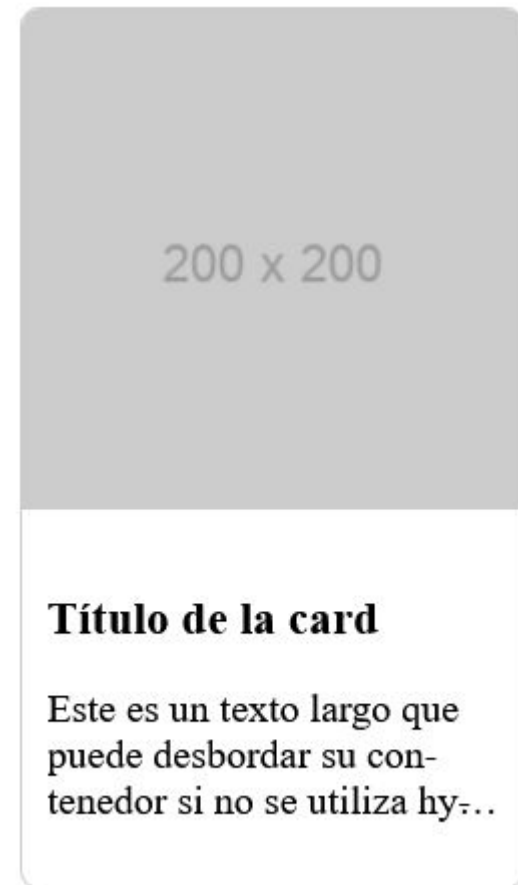 200 x 200
Título de la card
Este es un texto largo que
puede desbordar su con-
tenedor si no se utiliza hy-…